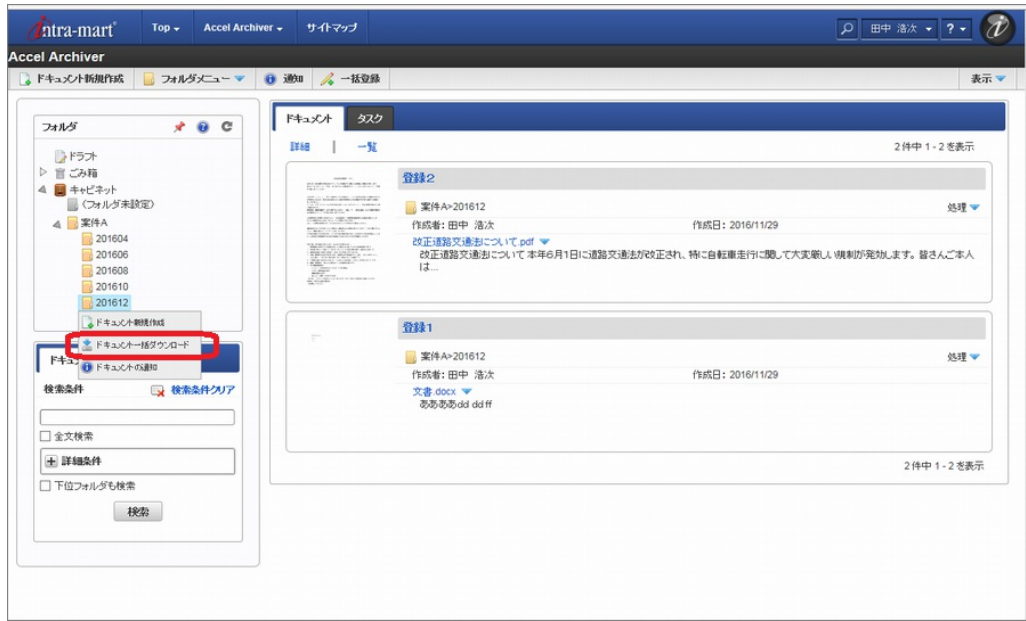 intra-mart Top Accel Archiver サイトマップ 田中 浩次 ?
Accel Archiver
ドキュメント新規作成 フォルダメニュー 通知 一括登録 表示
フォルダ
ドラフト
ごみ箱
キャビネット
(フォルダ未設定)
案件A
201604
201606
201608
201610
201612
ドキュメント新規作成
ドキュメント一括ダウンロード
ドキュメントの通知
ドキュ
検索条件 検索条件クリア
全文検索
詳細条件
下位フォルダも検索
検索
ドキュメント タスク
詳細 | 一覧 2件中 1 - 2 を表示
登録2
案件A>201612 処理
作成者: 田中 浩次 作成日: 2016/11/29
改正道路交通法について.pdf
改正道路交通法について 本年6月1日に道路交通法が改正され、特に自転車走行に関して大変厳しい規制が発効します。皆さんご本人
は...
登録1
案件A>201612 処理
作成者: 田中 浩次 作成日: 2016/11/29
文書.docx
ああああdd dd ff
2件中 1 - 2 を表示